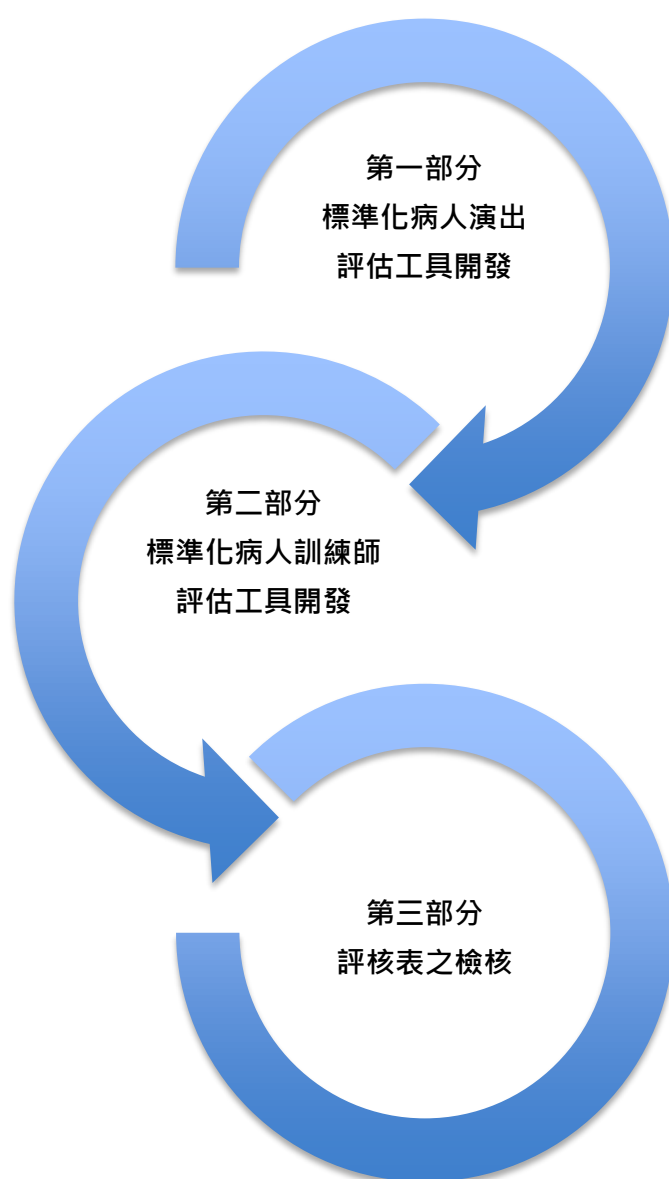 第一部分
標準化病人演出
評估工具開發
第二部分
標準化病人訓練師
評估工具開發
第三部分
評核表之檢核